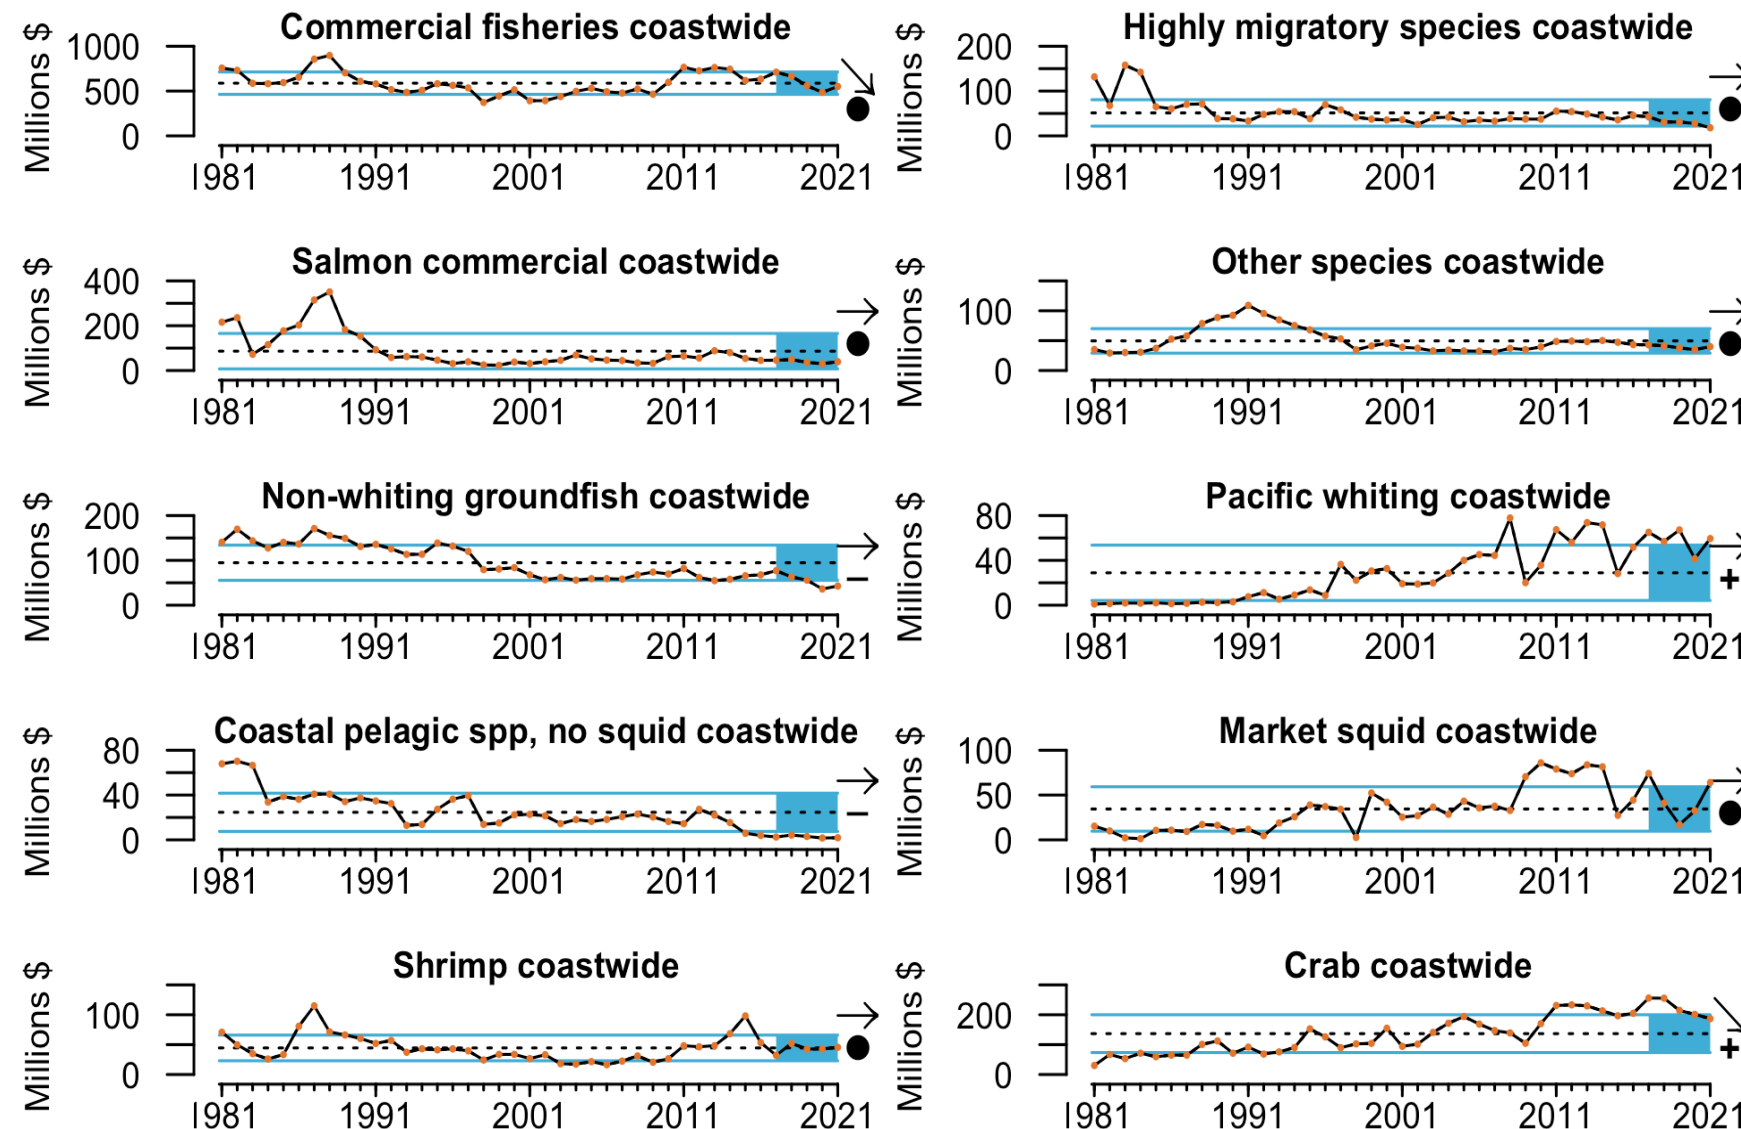 Commercial fisheries coastwide
Millions $
1000
500
0
1981 1991 2001 2011 2021
Highly migratory species coastwide
Millions $
200
100
0
1981 1991 2001 2011 2021
Salmon commercial coastwide
Millions $
400
200
0
1981 1991 2001 2011 2021
Other species coastwide
Millions $
100
0
1981 1991 2001 2011 2021
Non-whiting groundfish coastwide
Millions $
200
100
0
1981 1991 2001 2011 2021
Pacific whiting coastwide
Millions $
80
40
0
1981 1991 2001 2011 2021
Coastal pelagic spp, no squid coastwide
Millions $
80
40
0
1981 1991 2001 2011 2021
Market squid coastwide
Millions $
100
50
0
1981 1991 2001 2011 2021
Shrimp coastwide
Millions $
100
0
1981 1991 2001 2011 2021
Crab coastwide
Millions $
200
0
1981 1991 2001 2011 2021